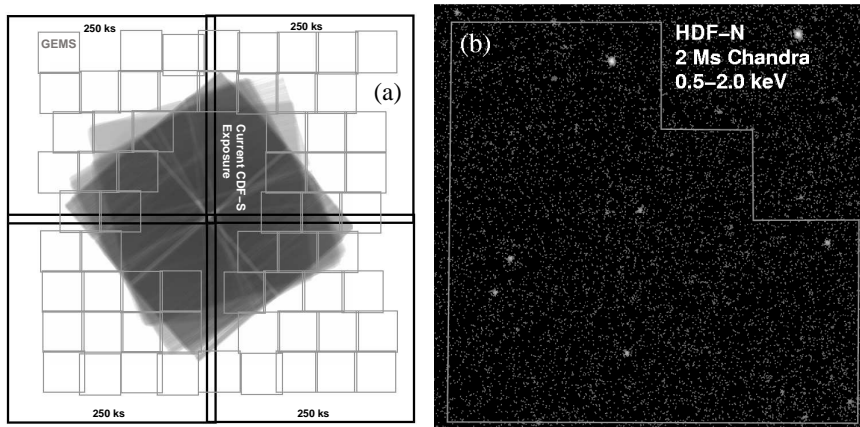 250 ks
250 ks
GEMS
(a)
Current CDF–S
Exposure
250 ks
250 ks
(b)
HDF–N
2 Ms Chandra
0.5–2.0 keV